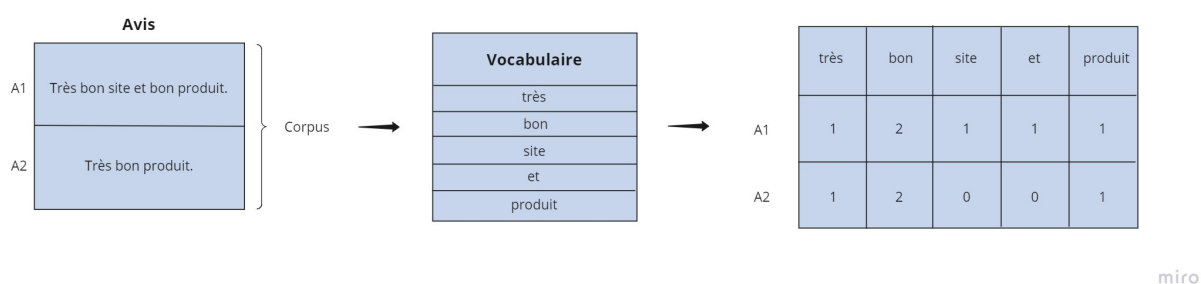 Avis
A1
Très bon site et bon produit.
A2
Très bon produit.
Corpus
Vocabulaire
très
bon
site
et
produit
très bon site et produit
A1 1 2 1 1 1
A2 1 2 0 0 1
miro